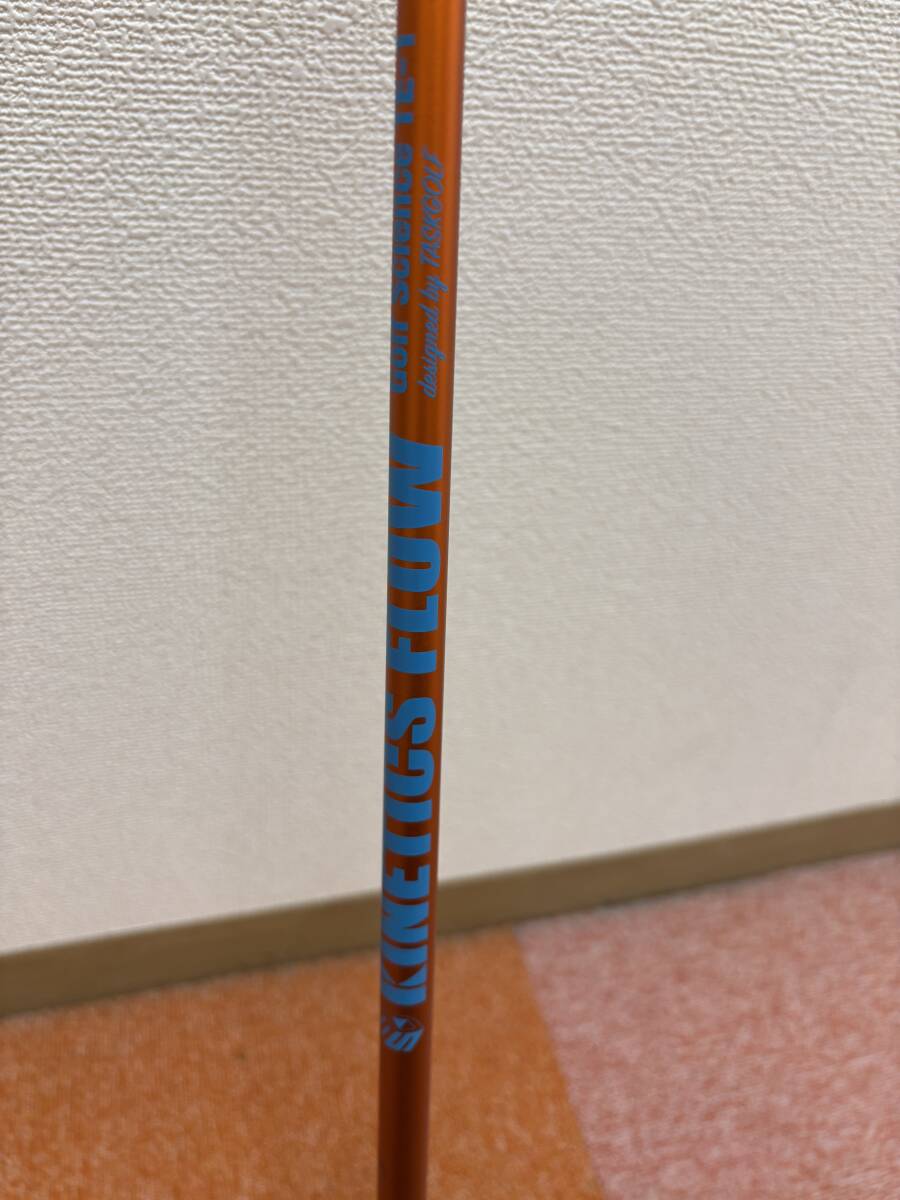 KINETICS FLOW
Golf Science TE-1
designed by TASKGOLF